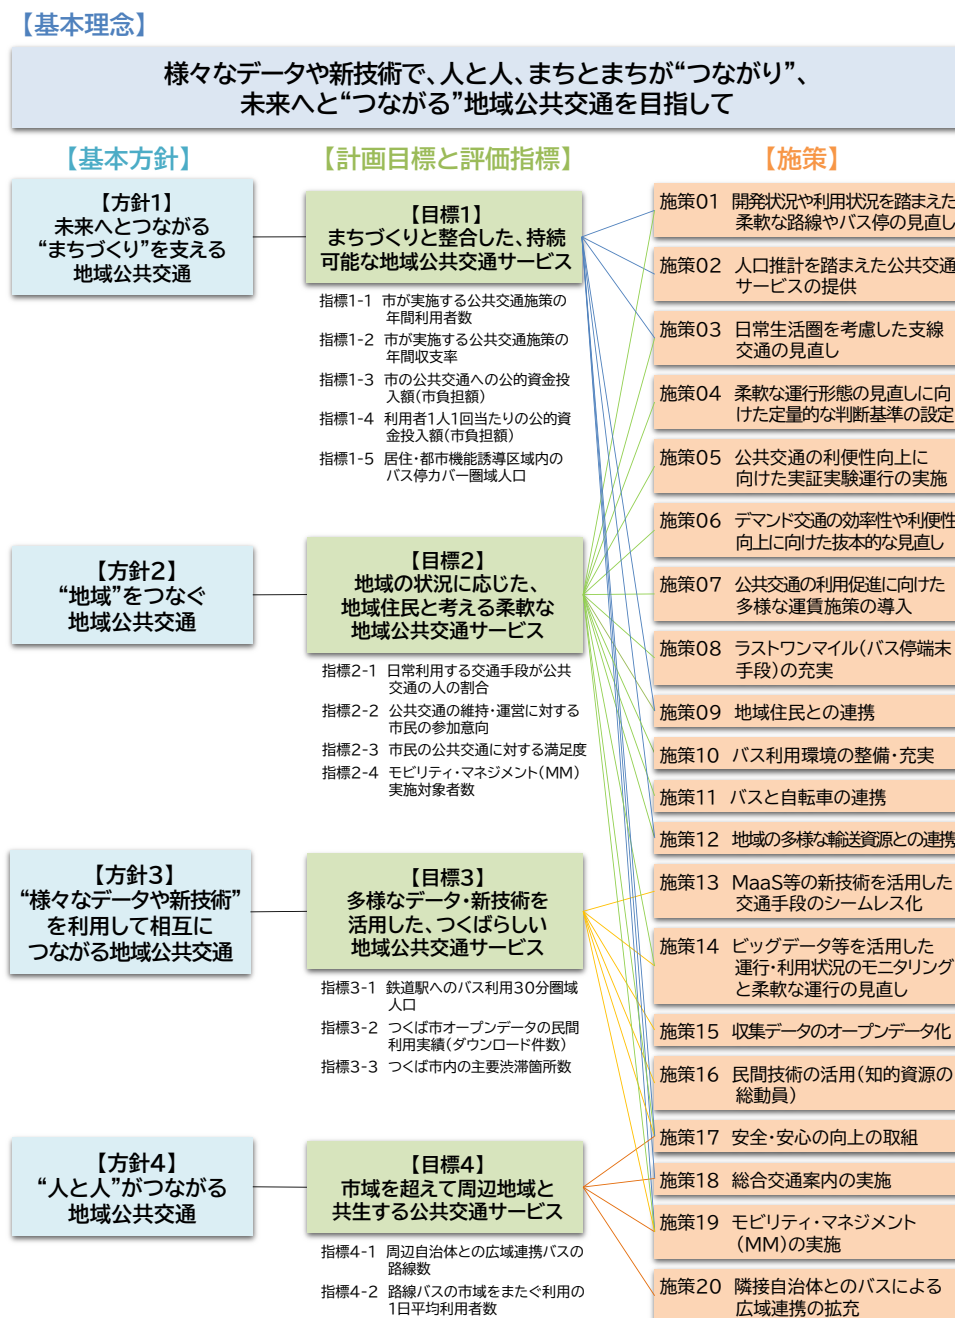 【基本理念】
様々なデータや新技術で、人と人、まちとまちが“つながり”、
未来へと“つながる”地域公共交通を目指して
【基本方針】
【計画目標と評価指標】
【施策】
【方針1】
未来へとつながる
“まちづくり”を支える
地域公共交通
【目標1】
まちづくりと整合した、持続
可能な地域公共交通サービス
指標1-1 市が実施する公共交通施策の
年間利用者数
指標1-2 市が実施する公共交通施策の
年間収支率
指標1-3 市の公共交通への公的資金投
入額(市負担額)
指標1-4 利用者1人1回当たりの公的資
金投入額(市負担額)
指標1-5 居住・都市機能誘導区域内の
バス停カバー圏域人口
【方針2】
“地域”をつなぐ
地域公共交通
【目標2】
地域の状況に応じた、
地域住民と考える柔軟な
地域公共交通サービス
指標2-1 日常利用する交通手段が公共
交通の人の割合
指標2-2 公共交通の維持・運営に対する
市民の参加意向
指標2-3 市民の公共交通に対する満足度
指標2-4 モビリティ・マネジメント(MM)
実施対象者数
【方針3】
“様々なデータや新技術”
を利用して相互に
つながる地域公共交通
【目標3】
多様なデータ・新技術を
活用した、つくばらしい
地域公共交通サービス
指標3-1 鉄道駅へのバス利用30分圏域
人口
指標3-2 つくば市オープンデータの民間
利用実績(ダウンロード件数)
指標3-3 つくば市内の主要渋滞箇所数
【方針4】
“人と人”がつながる
地域公共交通
【目標4】
市域を超えて周辺地域と
共生する公共交通サービス
指標4-1 周辺自治体との広域連携バスの
路線数
指標4-2 路線バスの市域をまたぐ利用の
1日平均利用者数
施策01 開発状況や利用状況を踏まえた
柔軟な路線やバス停の見直し
施策02 人口推計を踏まえた公共交通
サービスの提供
施策03 日常生活圏を考慮した支線
交通の見直し
施策04 柔軟な運行形態の見直しに向
けた定量的な判断基準の設定
施策05 公共交通の利便性向上に
向けた実証実験運行の実施
施策06 デマンド交通の効率性や利便性
向上に向けた抜本的な見直し
施策07 公共交通の利用促進に向けた
多様な運賃施策の導入
施策08 ラストワンマイル(バス停端末
手段)の充実
施策09 地域住民との連携
施策10 バス利用環境の整備・充実
施策11 バスと自転車の連携
施策12 地域の多様な輸送資源との連携
施策13 MaaS等の新技術を活用した
交通手段のシームレス化
施策14 ビッグデータ等を活用した
運行・利用状況のモニタリング
と柔軟な運行の見直し
施策15 収集データのオープンデータ化
施策16 民間技術の活用(知的資源の
総動員)
施策17 安全・安心の向上の取組
施策18 総合交通案内の実施
施策19 モビリティ・マネジメント
(MM)の実施
施策20 隣接自治体とのバスによる
広域連携の拡充